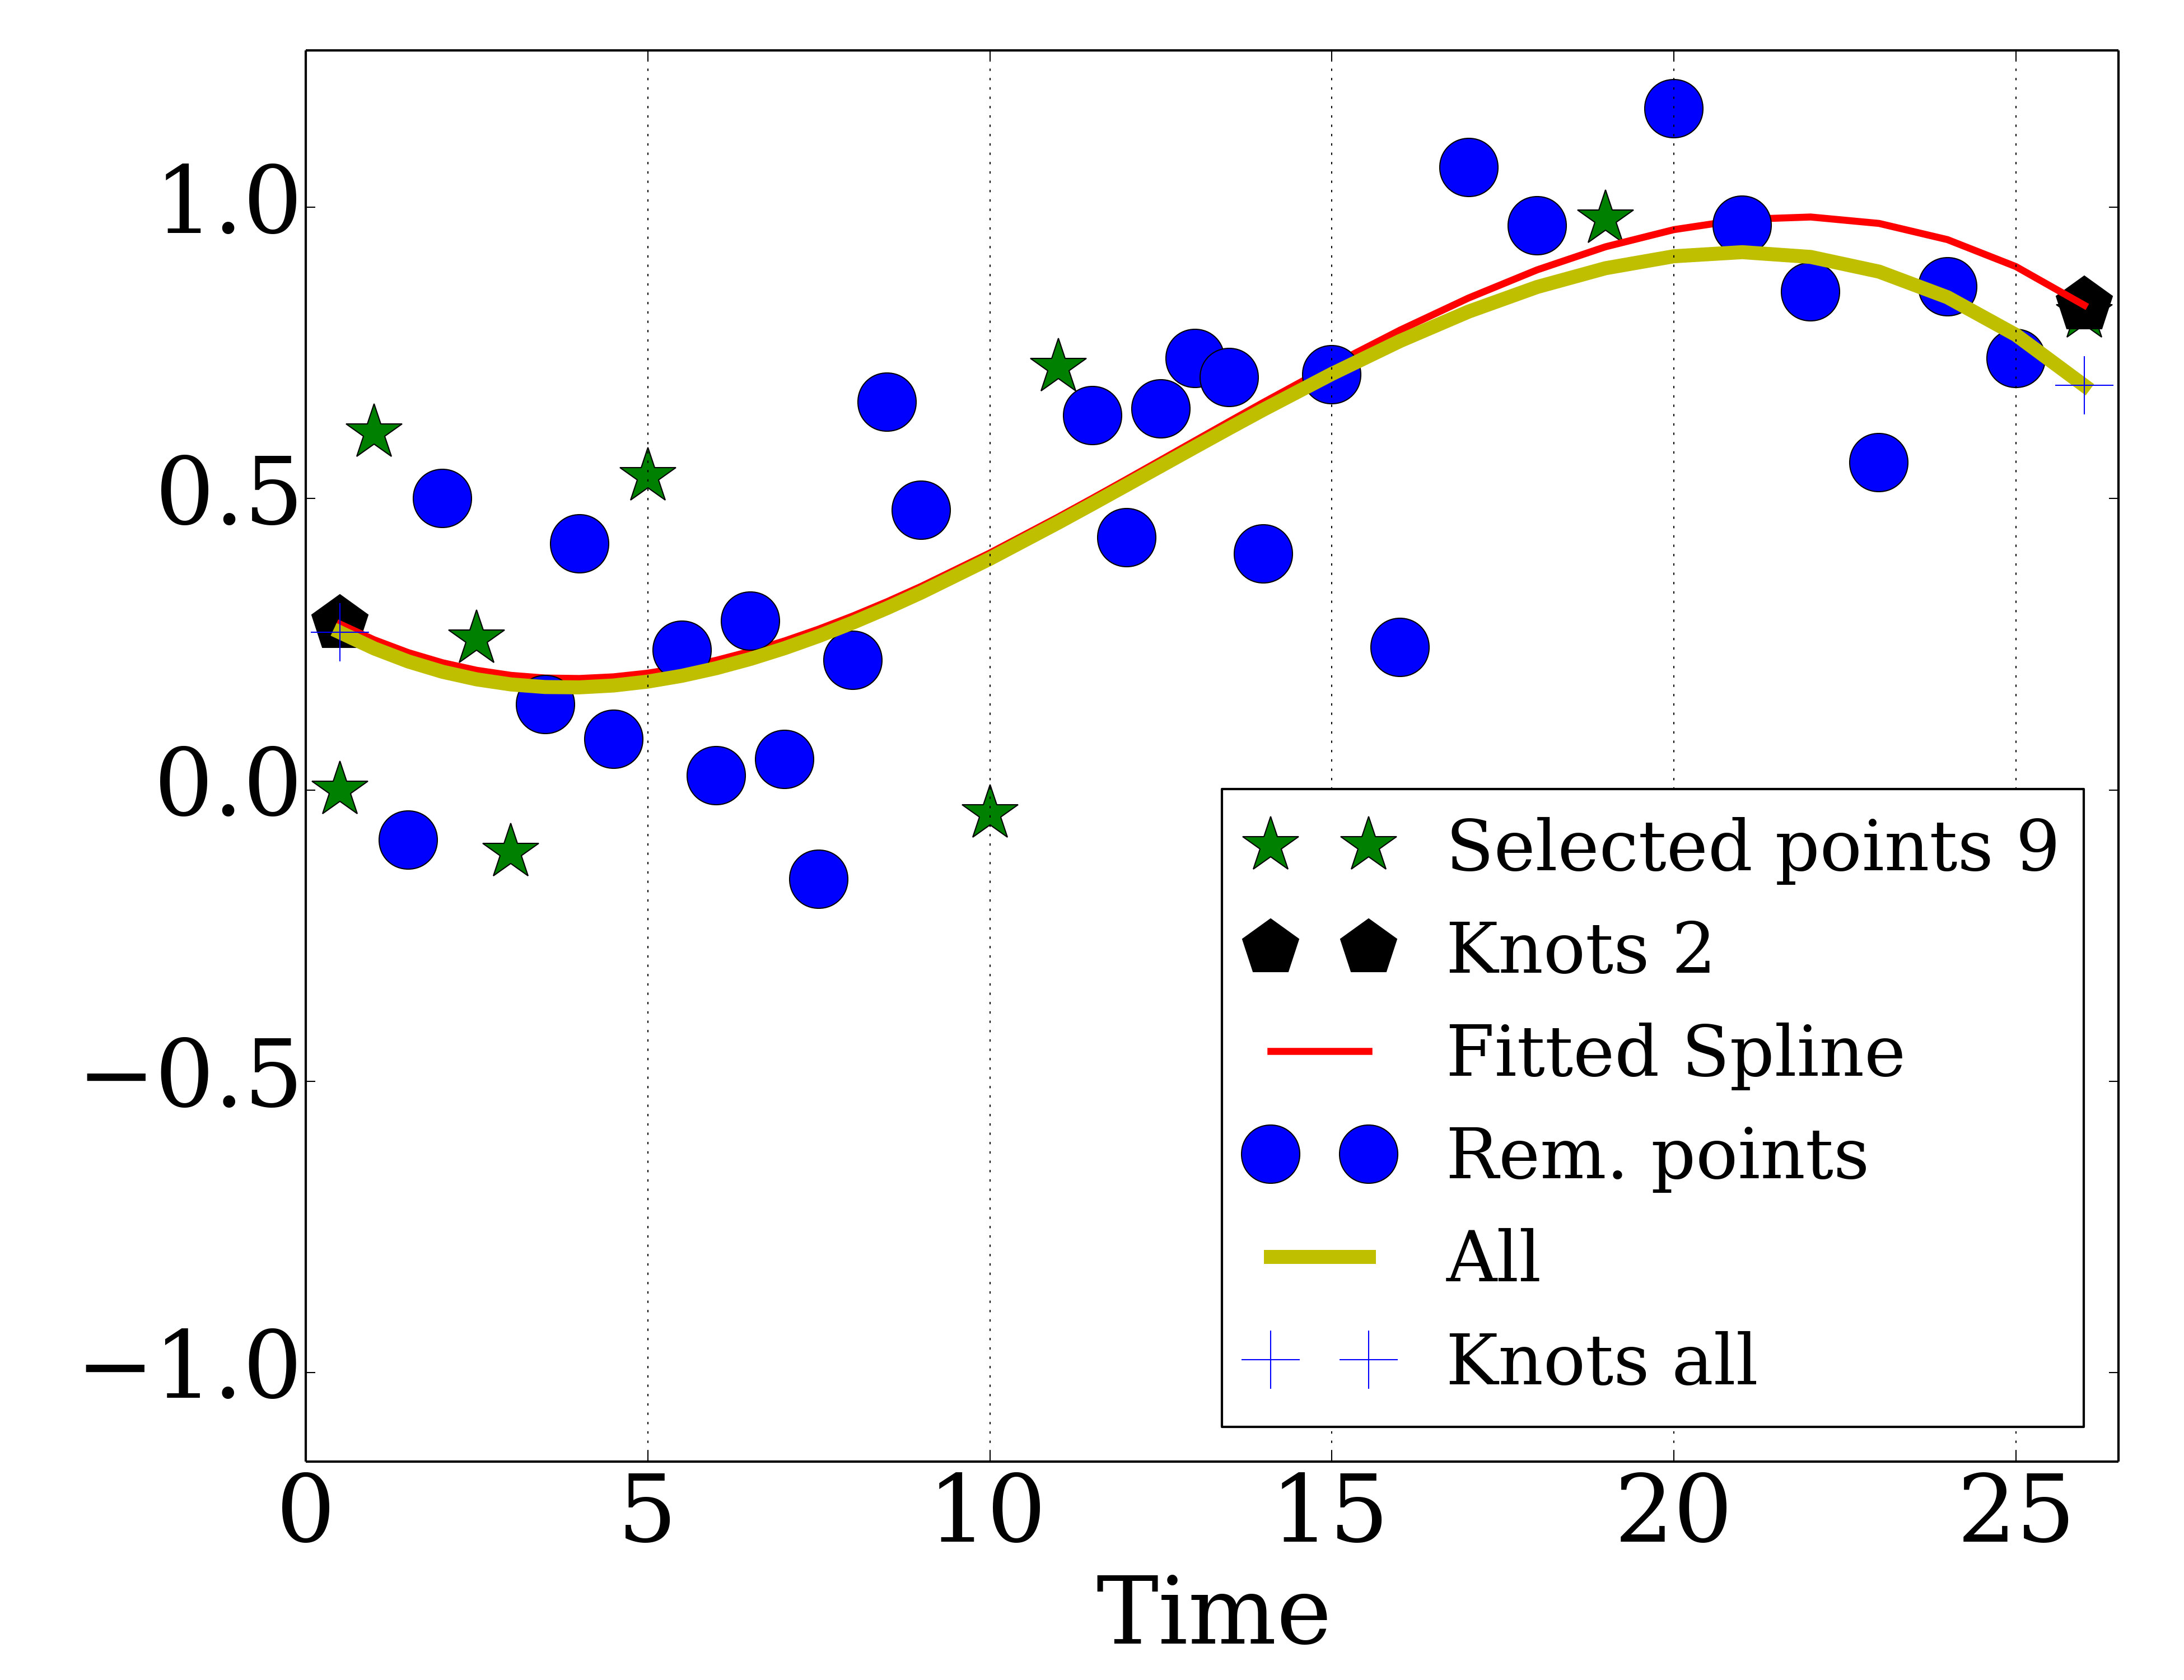 1.0
0.5
0.0
−0.5
−1.0
Selected points 9
Knots 2
Fitted Spline
Rem. points
All
Knots all
0 5 10 15 20 25
Time